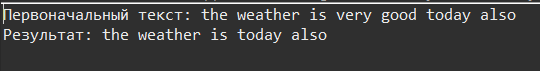 Первоначальный текст: the weather is very good today also
Результат: the weather is today also